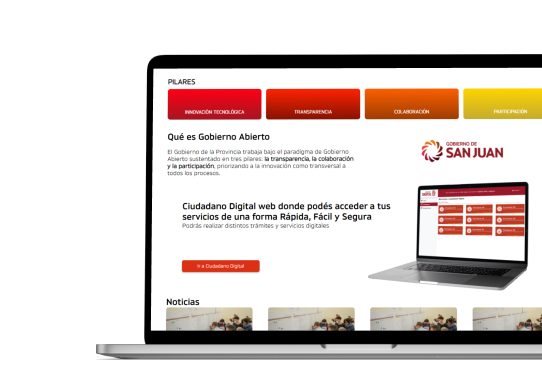 PILARES
INNOVACIÓN TECNOLÓGICA
TRANSPARENCIA
COLABORACIÓN
PARTICIPACIÓN
Qué es Gobierno Abierto
El Gobierno de la Provincia trabaja bajo el paradigma de Gobierno
Abierto sustentado en tres pilares: la transparencia, la colaboración
y la participación, priorizando a la innovación como transversal a
todos los procesos.
GOBIERNO DE
SAN JUAN
Ciudadano Digital web donde podés acceder a tus
servicios de una forma Rápida, Fácil y Segura
Podrás realizar distintos trámites y servicios digitales
Ir a Ciudadano Digital
Noticias